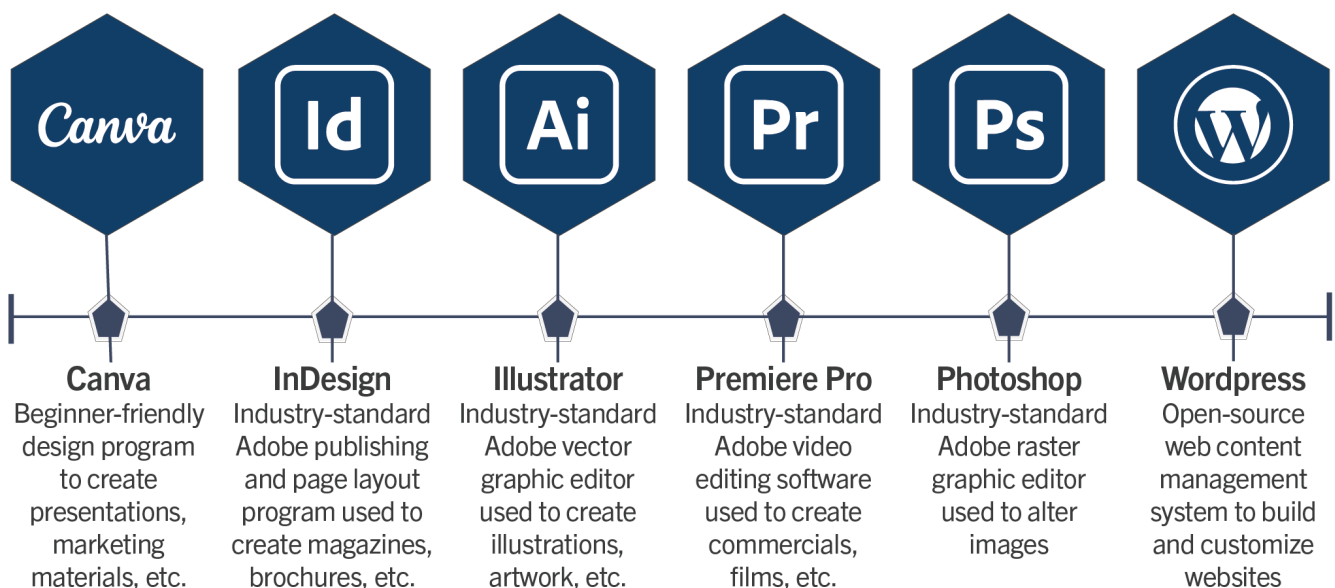 Canva
Id
Ai
Pr
Ps
W
Canva
Beginner-friendly
design program
to create
presentations,
marketing
materials, etc.
InDesign
Industry-standard
Adobe publishing
and page layout
program used to
create magazines,
brochures, etc.
Illustrator
Industry-standard
Adobe vector
graphic editor
used to create
illustrations,
artwork, etc.
Premiere Pro
Industry-standard
Adobe video
editing software
used to create
commercials,
films, etc.
Photoshop
Industry-standard
Adobe raster
graphic editor
used to alter
images
Wordpress
Open-source
web content
management
system to build
and customize
websites